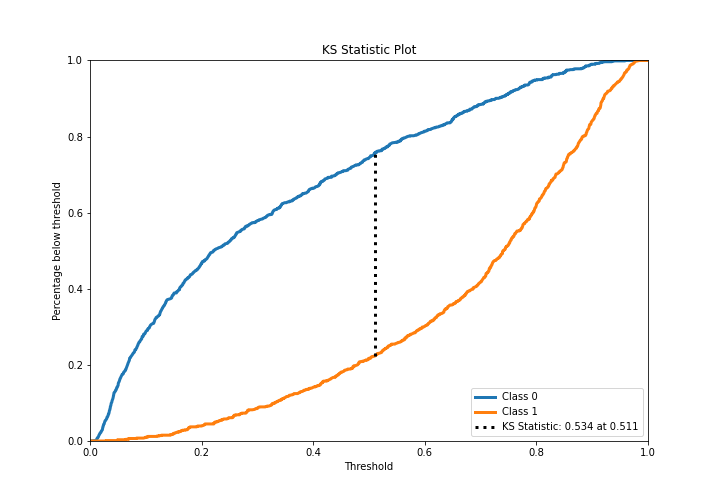 KS Statistic Plot
1.0
0.8
0.6
0.4
0.2
0.0
Percentage below threshold
0.0 0.2 0.4 0.6 0.8 1.0
Threshold
Class 0
Class 1
KS Statistic: 0.534 at 0.511